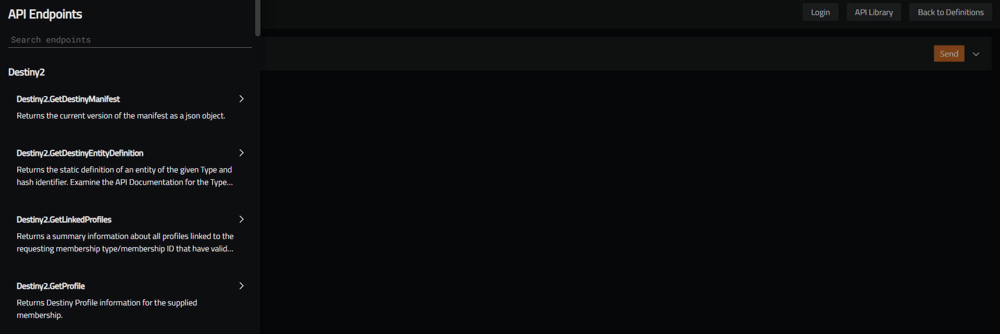 API Endpoints
Login
API Library
Back to Definitions
Search endpoints
Send
Destiny2
Destiny2.GetDestinyManifest
Returns the current version of the manifest as a json object.
Destiny2.GetDestinyEntityDefinition
Returns the static definition of an entity of the given Type and
hash identifier. Examine the API Documentation for the Type...
Destiny2.GetLinkedProfiles
Returns a summary information about all profiles linked to the
requesting membership type/membership ID that have valid...
Destiny2.GetProfile
Returns Destiny Profile information for the supplied
membership.